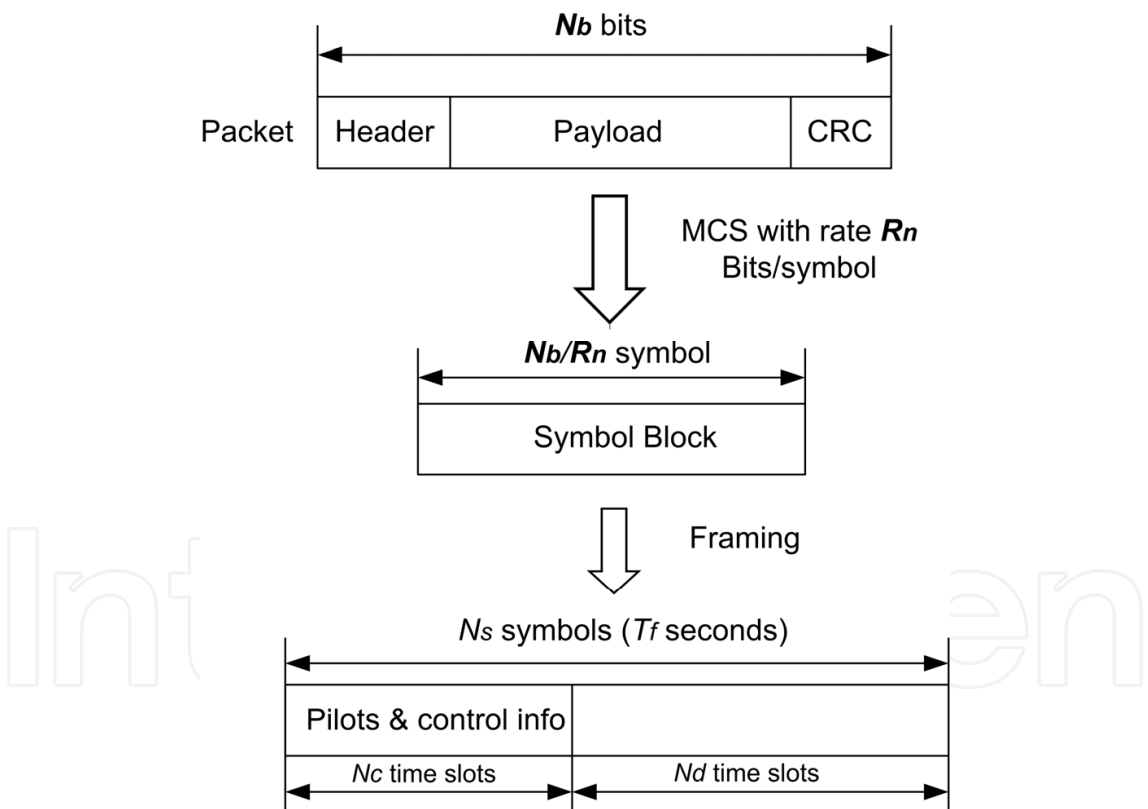 Nb bits
Packet Header Payload CRC
MCS with rate Rn
Bits/symbol
Nb/Rn symbol
Symbol Block
Framing
Inten
Ns symbols (Tf seconds)
Pilots & control info
Nc time slots Nd time slots